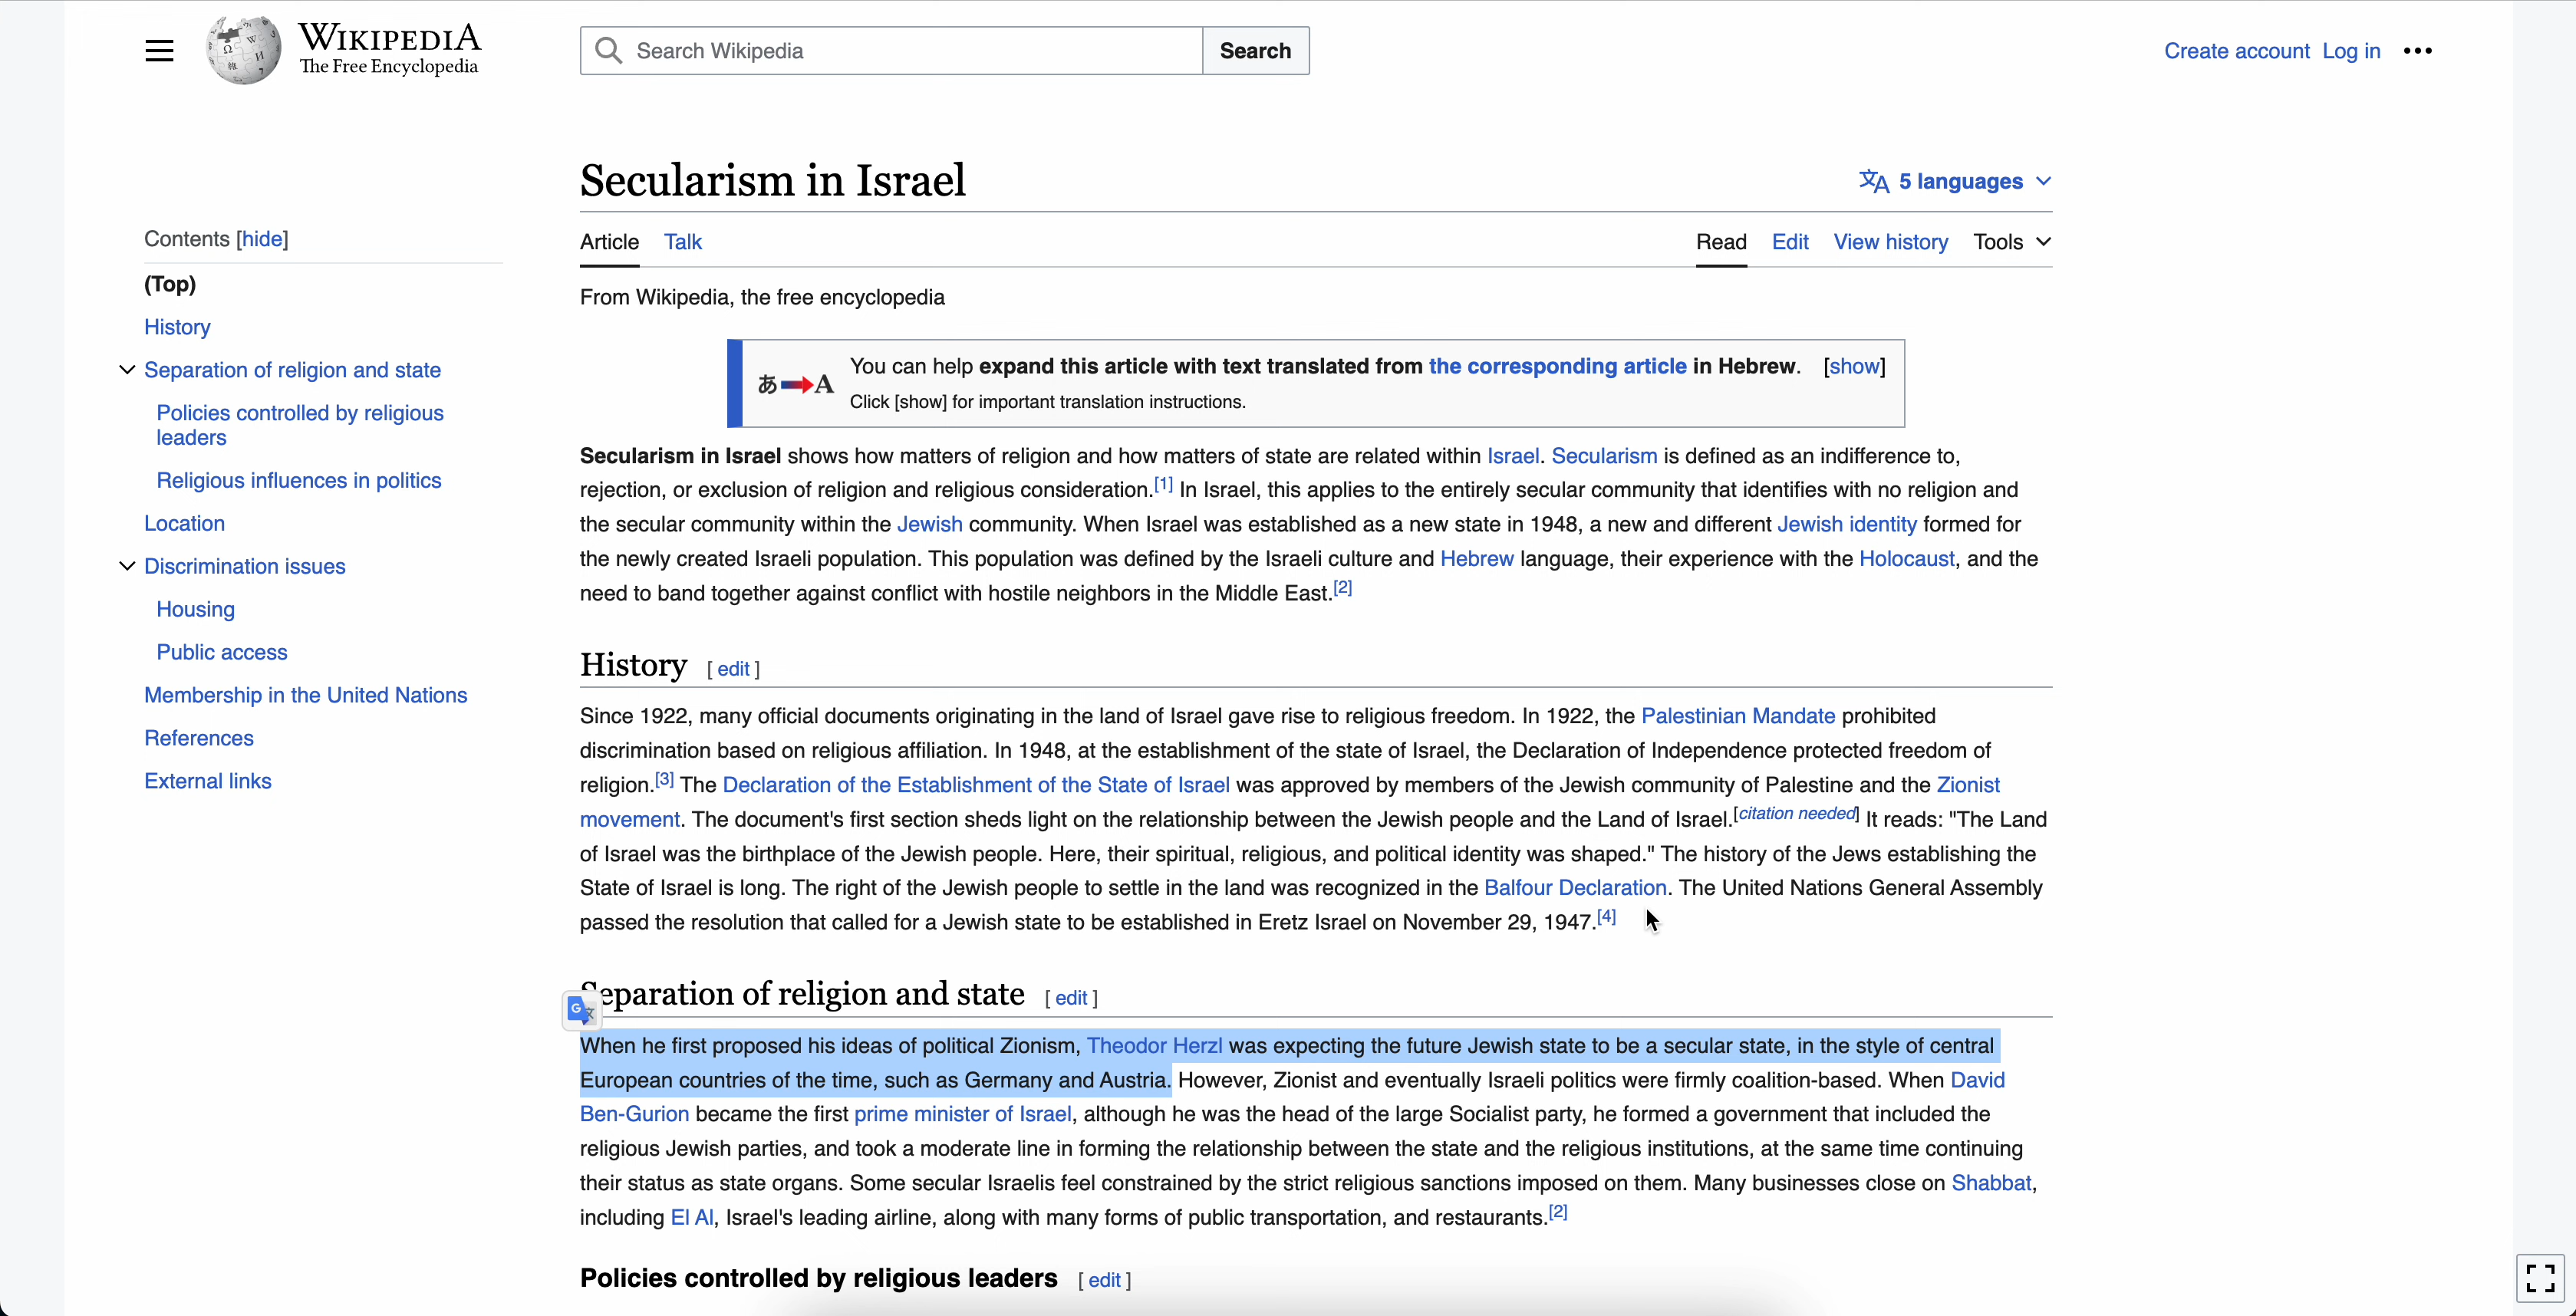 WIKIPEDIA
The Free Encyclopedia
Search Wikipedia
Search
Create account Log in
Contents [hide]
(Top)
History
Separation of religion and state
Policies controlled by religious
leaders
Religious influences in politics
Location
Discrimination issues
Housing
Public access
Membership in the United Nations
References
External links
Secularism in Israel
5 languages
Article Talk
Read Edit View history Tools
From Wikipedia, the free encyclopedia
You can help expand this article with text translated from the corresponding article in Hebrew. [show]
Click [show] for important translation instructions.
Secularism in Israel shows how matters of religion and how matters of state are related within Israel. Secularism is defined as an indifference to,
rejection, or exclusion of religion and religious consideration.[1] In Israel, this applies to the entirely secular community that identifies with no religion and
the secular community within the Jewish community. When Israel was established as a new state in 1948, a new and different Jewish identity formed for
the newly created Israeli population. This population was defined by the Israeli culture and Hebrew language, their experience with the Holocaust, and the
need to band together against conflict with hostile neighbors in the Middle East.[2]
History [ edit ]
Since 1922, many official documents originating in the land of Israel gave rise to religious freedom. In 1922, the Palestinian Mandate prohibited
discrimination based on religious affiliation. In 1948, at the establishment of the state of Israel, the Declaration of Independence protected freedom of
religion.[3] The Declaration of the Establishment of the State of Israel was approved by members of the Jewish community of Palestine and the Zionist
movement. The document's first section sheds light on the relationship between the Jewish people and the Land of Israel.[citation needed] It reads: "The Land
of Israel was the birthplace of the Jewish people. Here, their spiritual, religious, and political identity was shaped." The history of the Jews establishing the
State of Israel is long. The right of the Jewish people to settle in the land was recognized in the Balfour Declaration. The United Nations General Assembly
passed the resolution that called for a Jewish state to be established in Eretz Israel on November 29, 1947.[4]
Separation of religion and state [ edit ]
When he first proposed his ideas of political Zionism, Theodor Herzl was expecting the future Jewish state to be a secular state, in the style of central
European countries of the time, such as Germany and Austria. However, Zionist and eventually Israeli politics were firmly coalition-based. When David
Ben-Gurion became the first prime minister of Israel, although he was the head of the large Socialist party, he formed a government that included the
religious Jewish parties, and took a moderate line in forming the relationship between the state and the religious institutions, at the same time continuing
their status as state organs. Some secular Israelis feel constrained by the strict religious sanctions imposed on them. Many businesses close on Shabbat,
including El Al, Israel's leading airline, along with many forms of public transportation, and restaurants.[2]
Policies controlled by religious leaders [ edit ]